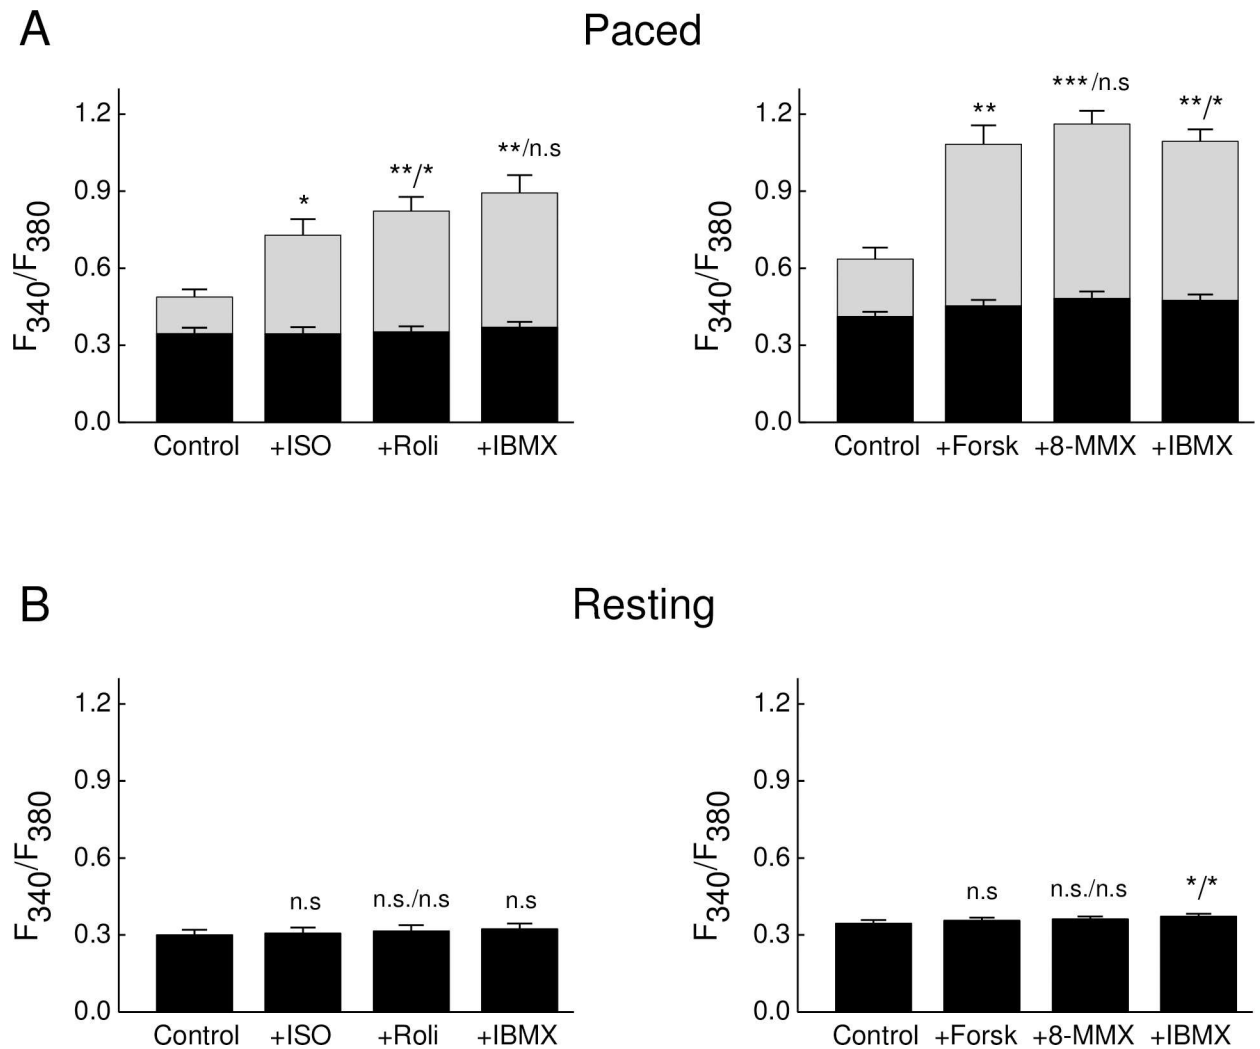 A
Paced
1.2
0.9
0.6
0.3
0.0
F340/F380
*
**/*
**/n.s
Control +ISO +Roli +IBMX
1.2
0.9
0.6
0.3
0.0
F340/F380
**
***/n.s
**/*
Control +Forsk +8-MMX +IBMX
B
Resting
1.2
0.9
0.6
0.3
0.0
F340/F380
n.s
n.s./n.s
n.s
Control +ISO +Roli +IBMX
1.2
0.9
0.6
0.3
0.0
F340/F380
n.s
n.s./n.s
*/*
Control +Forsk +8-MMX +IBMX